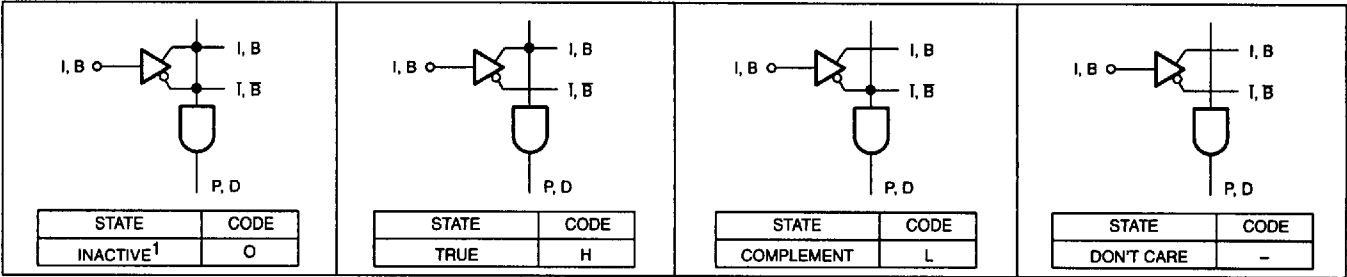 I, B
I, B
I̅, B̅
P, D
STATE CODE
INACTIVE1 O
I, B
I, B
I̅, B̅
P, D
STATE CODE
TRUE H
I, B
I, B
I̅, B̅
P, D
STATE CODE
COMPLEMENT L
I, B
I, B
I̅, B̅
P, D
STATE CODE
DON'T CARE –